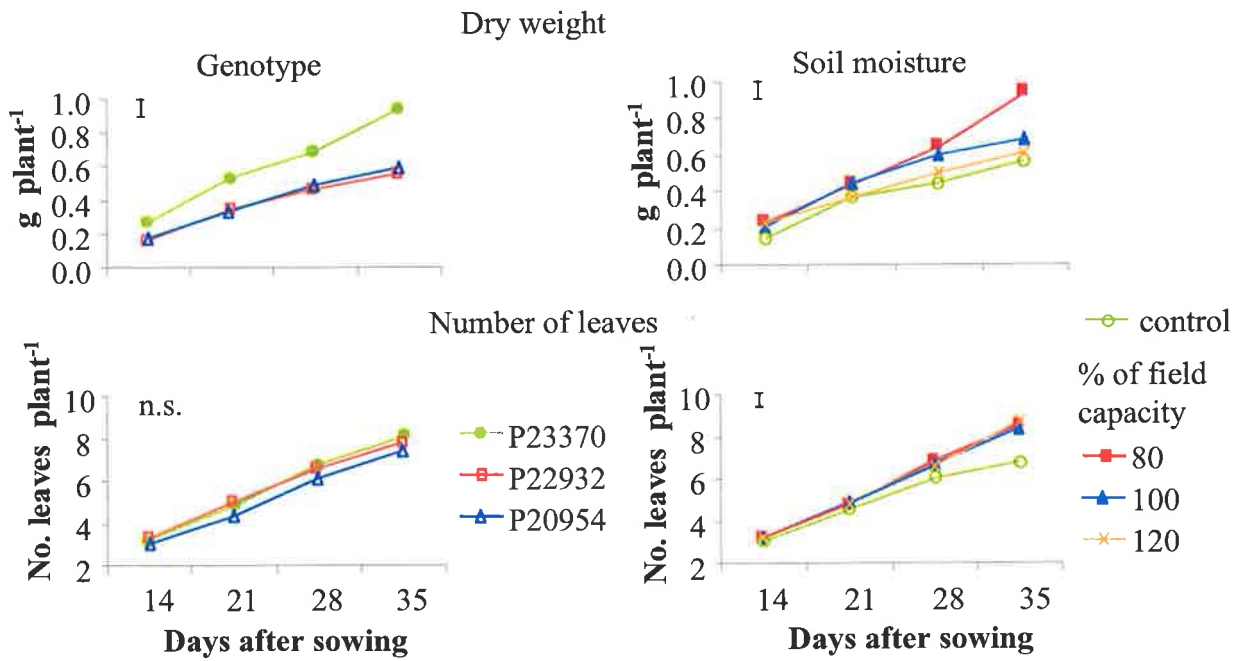 Dry weight
Genotype
Soil moisture
g plant-1
1.0
0.8
0.6
0.4
0.2
0.0
g plant-1
1.0
0.8
0.6
0.4
0.2
0.0
Number of leaves
No. leaves plant-1
10
8
6
4
2
n.s.
14 21 28 35
Days after sowing
P23370
P22932
P20954
No. leaves plant-1
10
8
6
4
2
14 21 28 35
Days after sowing
control
% of field
capacity
80
100
120